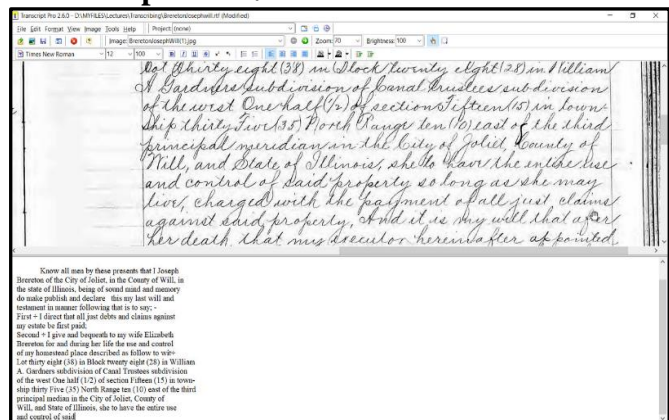 Transcript 2.6.0 - D:\MYFILES\Lectures\Transcribing\BreretonJosephwill.rtf (Modified)
File Edit Format View Image Tools Help Project: (none)
Image: BreretonJosephWill(1).jpg Zoom: 70 Brightness: 100
Times New Roman 12 100
Lot Thirty eight (38) in Block twenty eight (28) in William
A Gardners subdivision of Canal Trustees subdivision
of the west One half (1/2) of section Fifteen (15) in town-
ship thirty Five (35) North Range ten (10) east of the third
principal meridian in the City of Joliet, County of
Will, and State of Illinois, she to have the entire use
and control of said property so long as she may
live, charged with the payment of all just claims
against said property, And it is my will that after
her death that my executor hereinafter appointed
Know all men by these presents that I Joseph
Brereton of the City of Joliet, in the County of Will, in
the state of Illinois, being of sound mind and memory
do make publish and declare this my last will and
testament in manner following that is to say; -
First + I direct that all just debts and claims against
my estate be first paid;
Second + I give and bequeath to my wife Elizabeth
Brereton for and during her life the use and control
of my homestead place described as follow to wit=
Lot thirty eight (38) in Block twenty eight (28) in William
A. Gardners subdivision of Canal Trustees subdivision
of the west One half (1/2) of section Fifteen (15) in town-
ship thirty Five (35) North Range ten (10) east of the third
principal median in the City of Joliet, County of
Will, and State of Illinois, she to have the entire use
and control of said